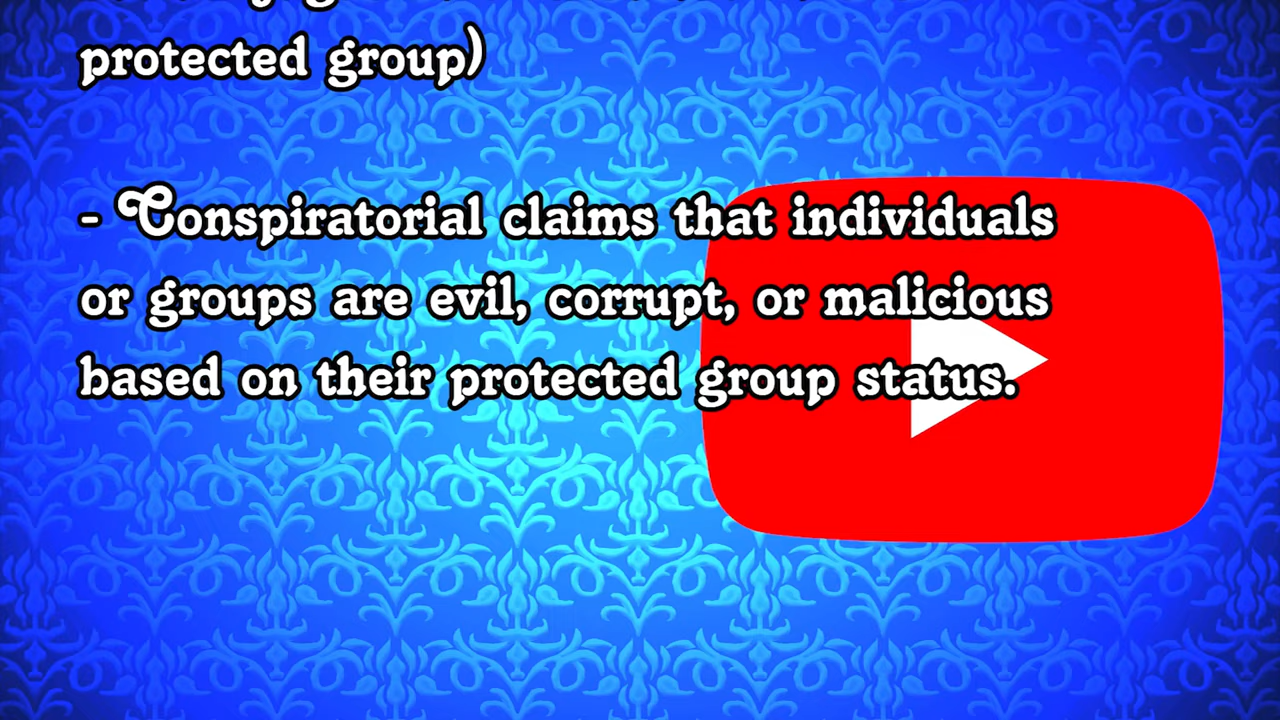 protected group)
- Conspiratorial claims that individuals
or groups are evil, corrupt, or malicious
based on their protected group status.